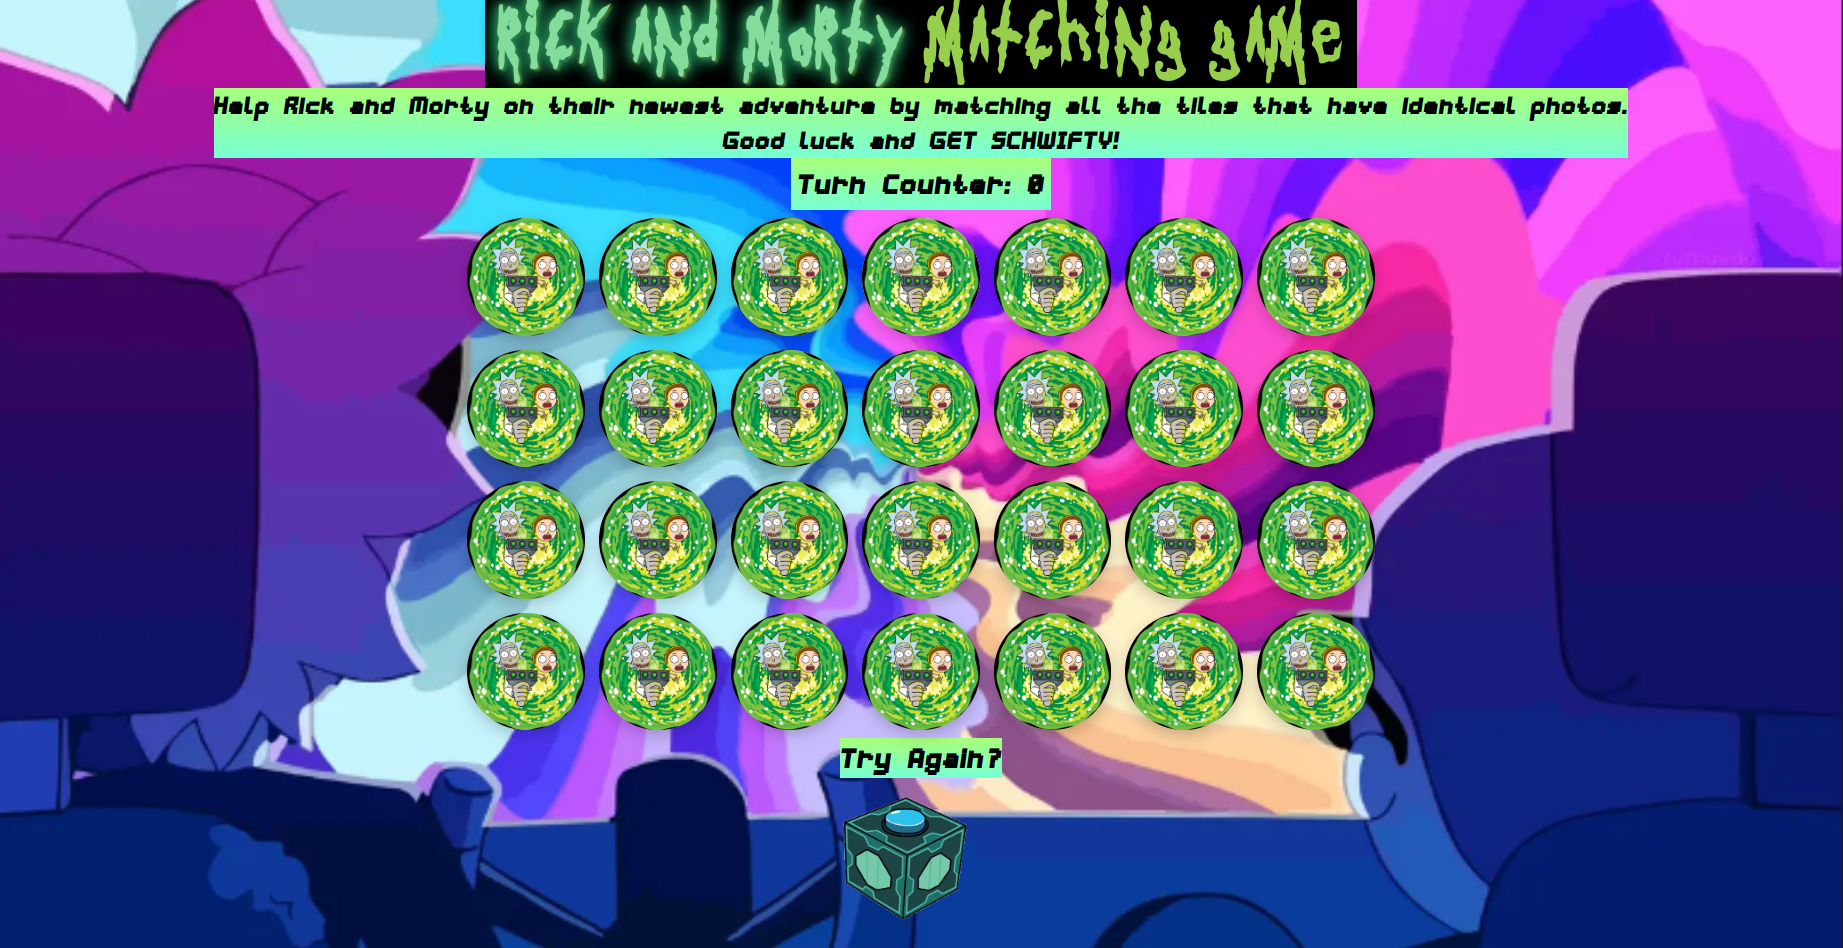 Rick and Morty Matching Game
Help Rick and Morty on their newest adventure by matching all the tiles that have identical photos.
Good luck and GET SCHWIFTY!
Turn Counter: 0
Try Again?